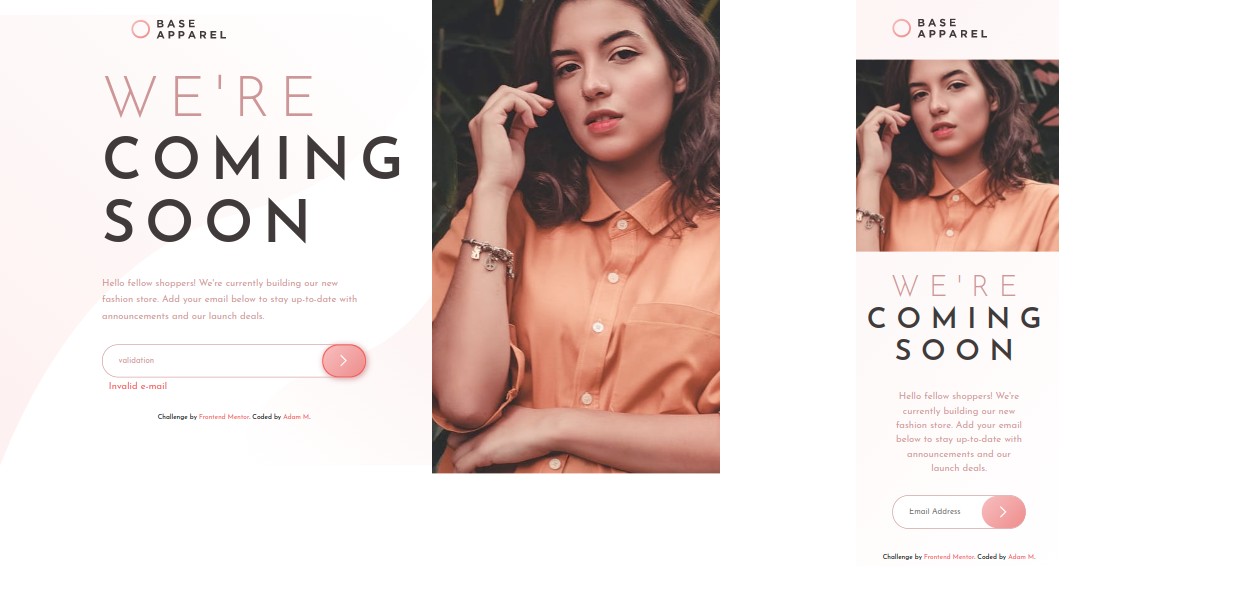 BASE
APPAREL
WE'RE
COMING
SOON
Hello fellow shoppers! We're currently building our new
fashion store. Add your email below to stay up-to-date with
announcements and our launch deals.
validation
Invalid e-mail
Challenge by Frontend Mentor. Coded by Adam M.
BASE
APPAREL
WE'RE
COMING
SOON
Hello fellow shoppers! We're
currently building our new
fashion store. Add your email
below to stay up-to-date with
announcements and our
launch deals.
Email Address
Challenge by Frontend Mentor. Coded by Adam M.